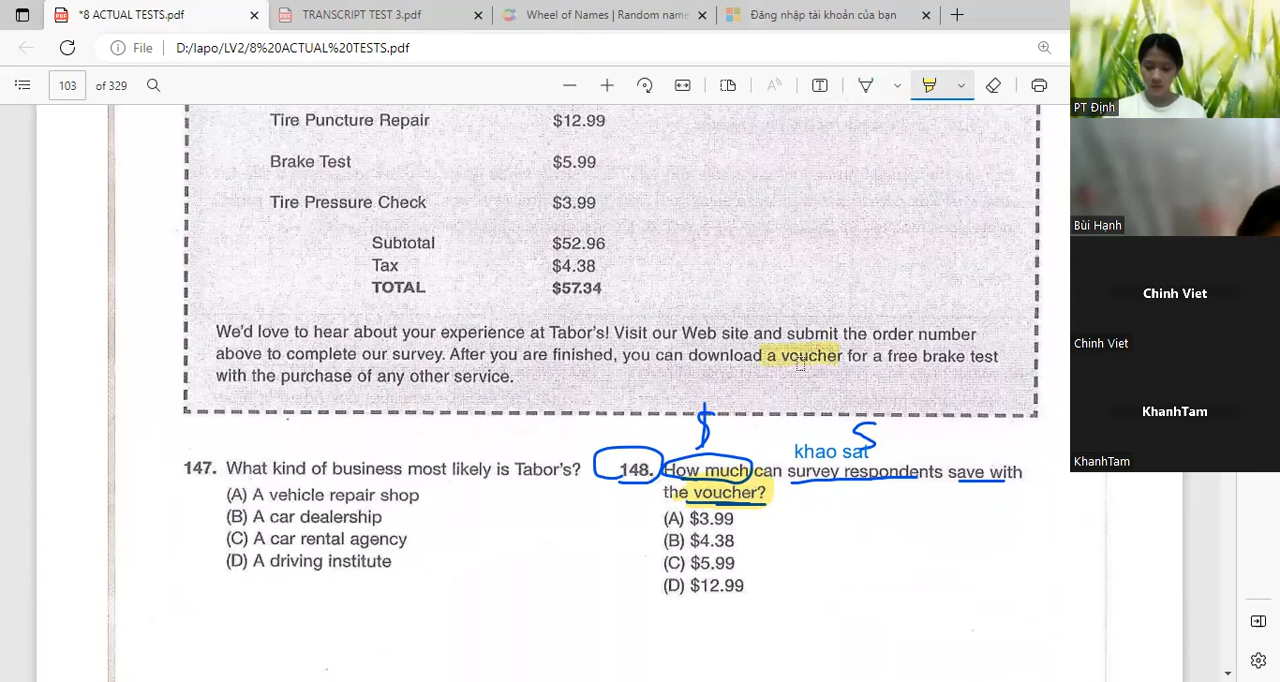 *8 ACTUAL TESTS.pdf
TRANSCRIPT TEST 3.pdf
Wheel of Names | Random name
Đăng nhập tài khoản của bạn
File
D:/lapo/LV2/8%20ACTUAL%20TESTS.pdf
103
of 329
PT Định
Tire Puncture Repair $12.99
Brake Test $5.99
Tire Pressure Check $3.99
Subtotal $52.96
Tax $4.38
TOTAL $57.34
We'd love to hear about your experience at Tabor's! Visit our Web site and submit the order number
above to complete our survey. After you are finished, you can download a voucher for a free brake test
with the purchase of any other service.
$
S
khao sat
147. What kind of business most likely is Tabor's?
(A) A vehicle repair shop
(B) A car dealership
(C) A car rental agency
(D) A driving institute
148. How much can survey respondents save with
the voucher?
(A) $3.99
(B) $4.38
(C) $5.99
(D) $12.99
Bùi Hạnh
Chinh Viet
Chinh Viet
KhanhTam
KhanhTam